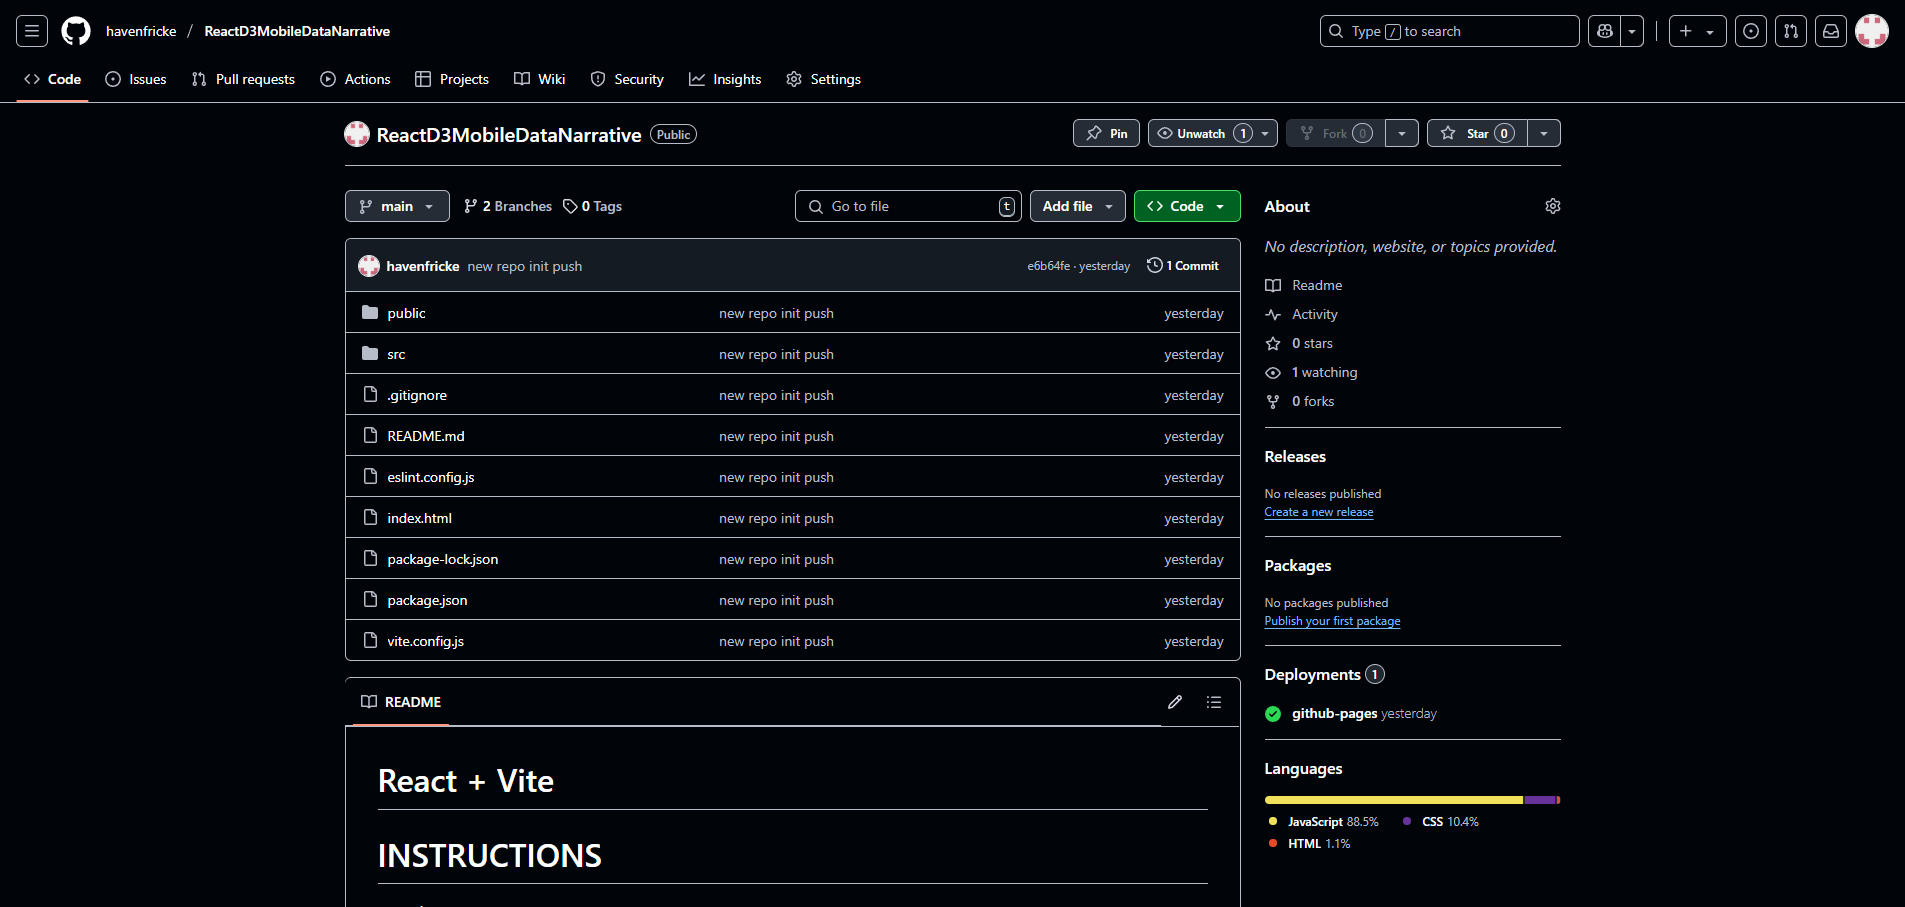 havenfricke / ReactD3MobileDataNarrative
Type / to search
Code Issues Pull requests Actions Projects Wiki Security Insights Settings
ReactD3MobileDataNarrative Public
Pin Unwatch 1 Fork 0 Star 0
main 2 Branches 0 Tags
Go to file t Add file Code
havenfricke new repo init push e6b64fe · yesterday 1 Commit
public new repo init push yesterday
src new repo init push yesterday
.gitignore new repo init push yesterday
README.md new repo init push yesterday
eslint.config.js new repo init push yesterday
index.html new repo init push yesterday
package-lock.json new repo init push yesterday
package.json new repo init push yesterday
vite.config.js new repo init push yesterday
README
React + Vite
INSTRUCTIONS
About
No description, website, or topics provided.
Readme
Activity
0 stars
1 watching
0 forks
Releases
No releases published
Create a new release
Packages
No packages published
Publish your first package
Deployments 1
github-pages yesterday
Languages
JavaScript 88.5% CSS 10.4%
HTML 1.1%